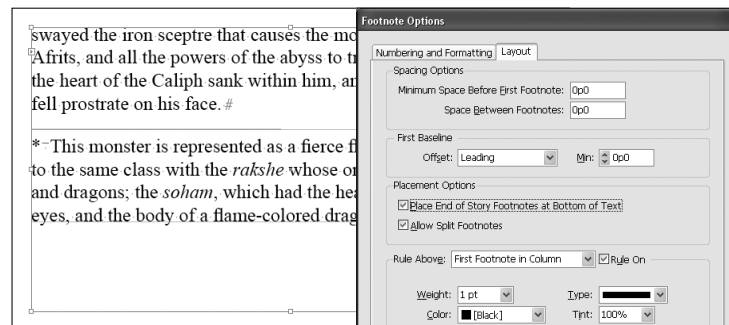 swayed the iron sceptre that causes the mo
Afrits, and all the powers of the abyss to tr
the heart of the Caliph sank within him, an
fell prostrate on his face. #
* This monster is represented as a fierce fl
to the same class with the rakshe whose or
and dragons; the soham, which had the hea
eyes, and the body of a flame-colored drag
Footnote Options
Numbering and Formatting Layout
Spacing Options
Minimum Space Before First Footnote: 0p0
Space Between Footnotes: 0p0
First Baseline
Offset: Leading Min: 0p0
Placement Options
Place End of Story Footnotes at Bottom of Text
Allow Split Footnotes
Rule Above: First Footnote in Column Rule On
Weight: 1 pt Type:
Color: [Black] Tint: 100%